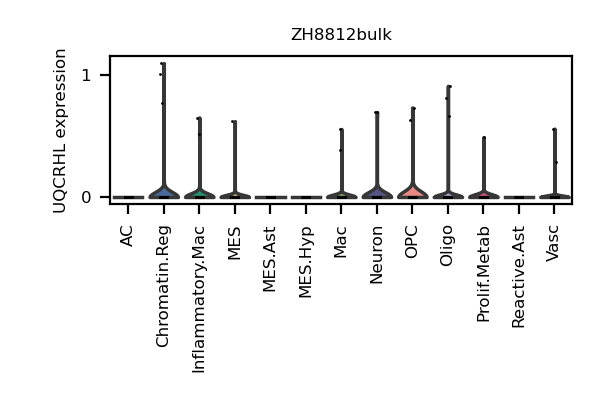 ZH8812bulk
UQCRHL expression
1
0
AC
Chromatin.Reg
Inflammatory.Mac
MES
MES.Ast
MES.Hyp
Mac
Neuron
OPC
Oligo
Prolif.Metab
Reactive.Ast
Vasc